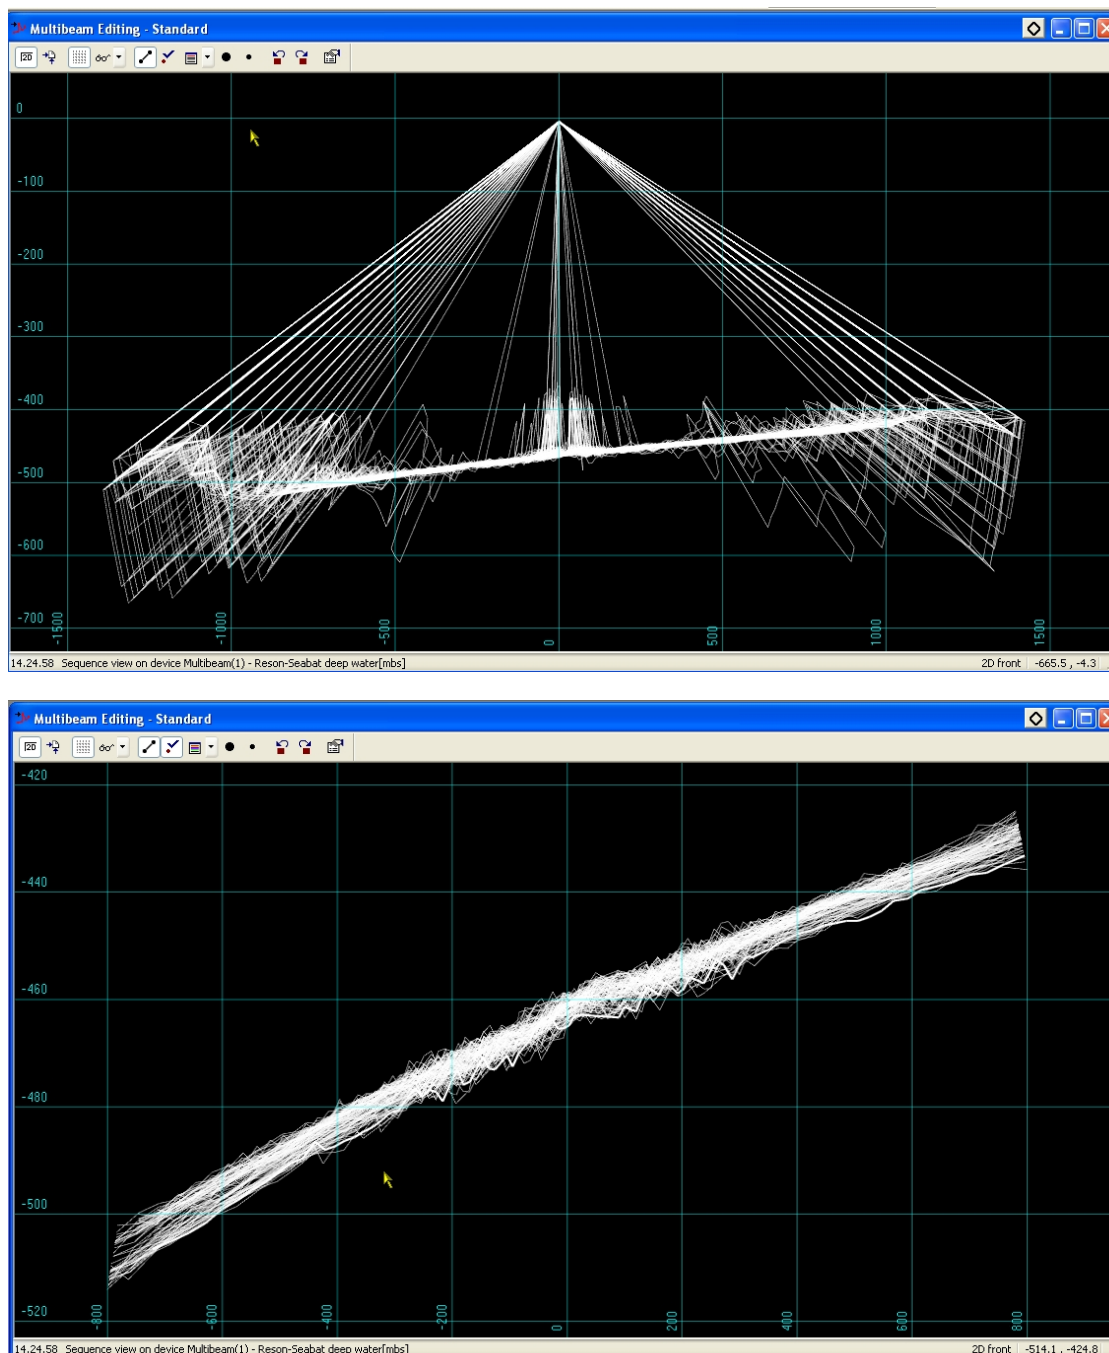 Multibeam Editing - Standard
2D
0
-100
-200
-300
-400
-500
-600
-700
-1500 -1000 -500 0 500 1000 1500
14.24.58 Sequence view on device Multibeam(1) - Reson-Seabat deep water[mbs] 2D front -665.5 , -4.3
Multibeam Editing - Standard
2D
-420
-440
-460
-480
-500
-520
-800 -600 -400 -200 0 200 400 600 800
14.24.58 Sequence view on device Multibeam(1) - Reson-Seabat deep water[mbs] 2D front -514.1 , -424.8